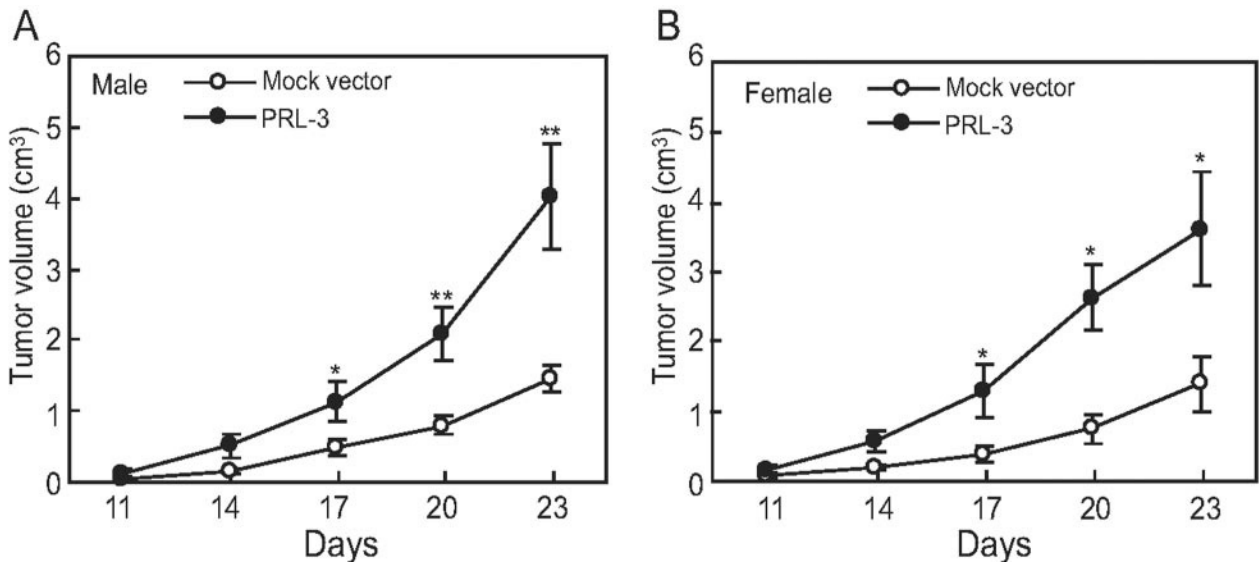 A
Tumor volume (cm³)
6
5
4
3
2
1
0
Male
Mock vector
PRL-3
*
**
**
11 14 17 20 23
Days
B
Tumor volume (cm³)
6
5
4
3
2
1
0
Female
Mock vector
PRL-3
*
*
*
11 14 17 20 23
Days